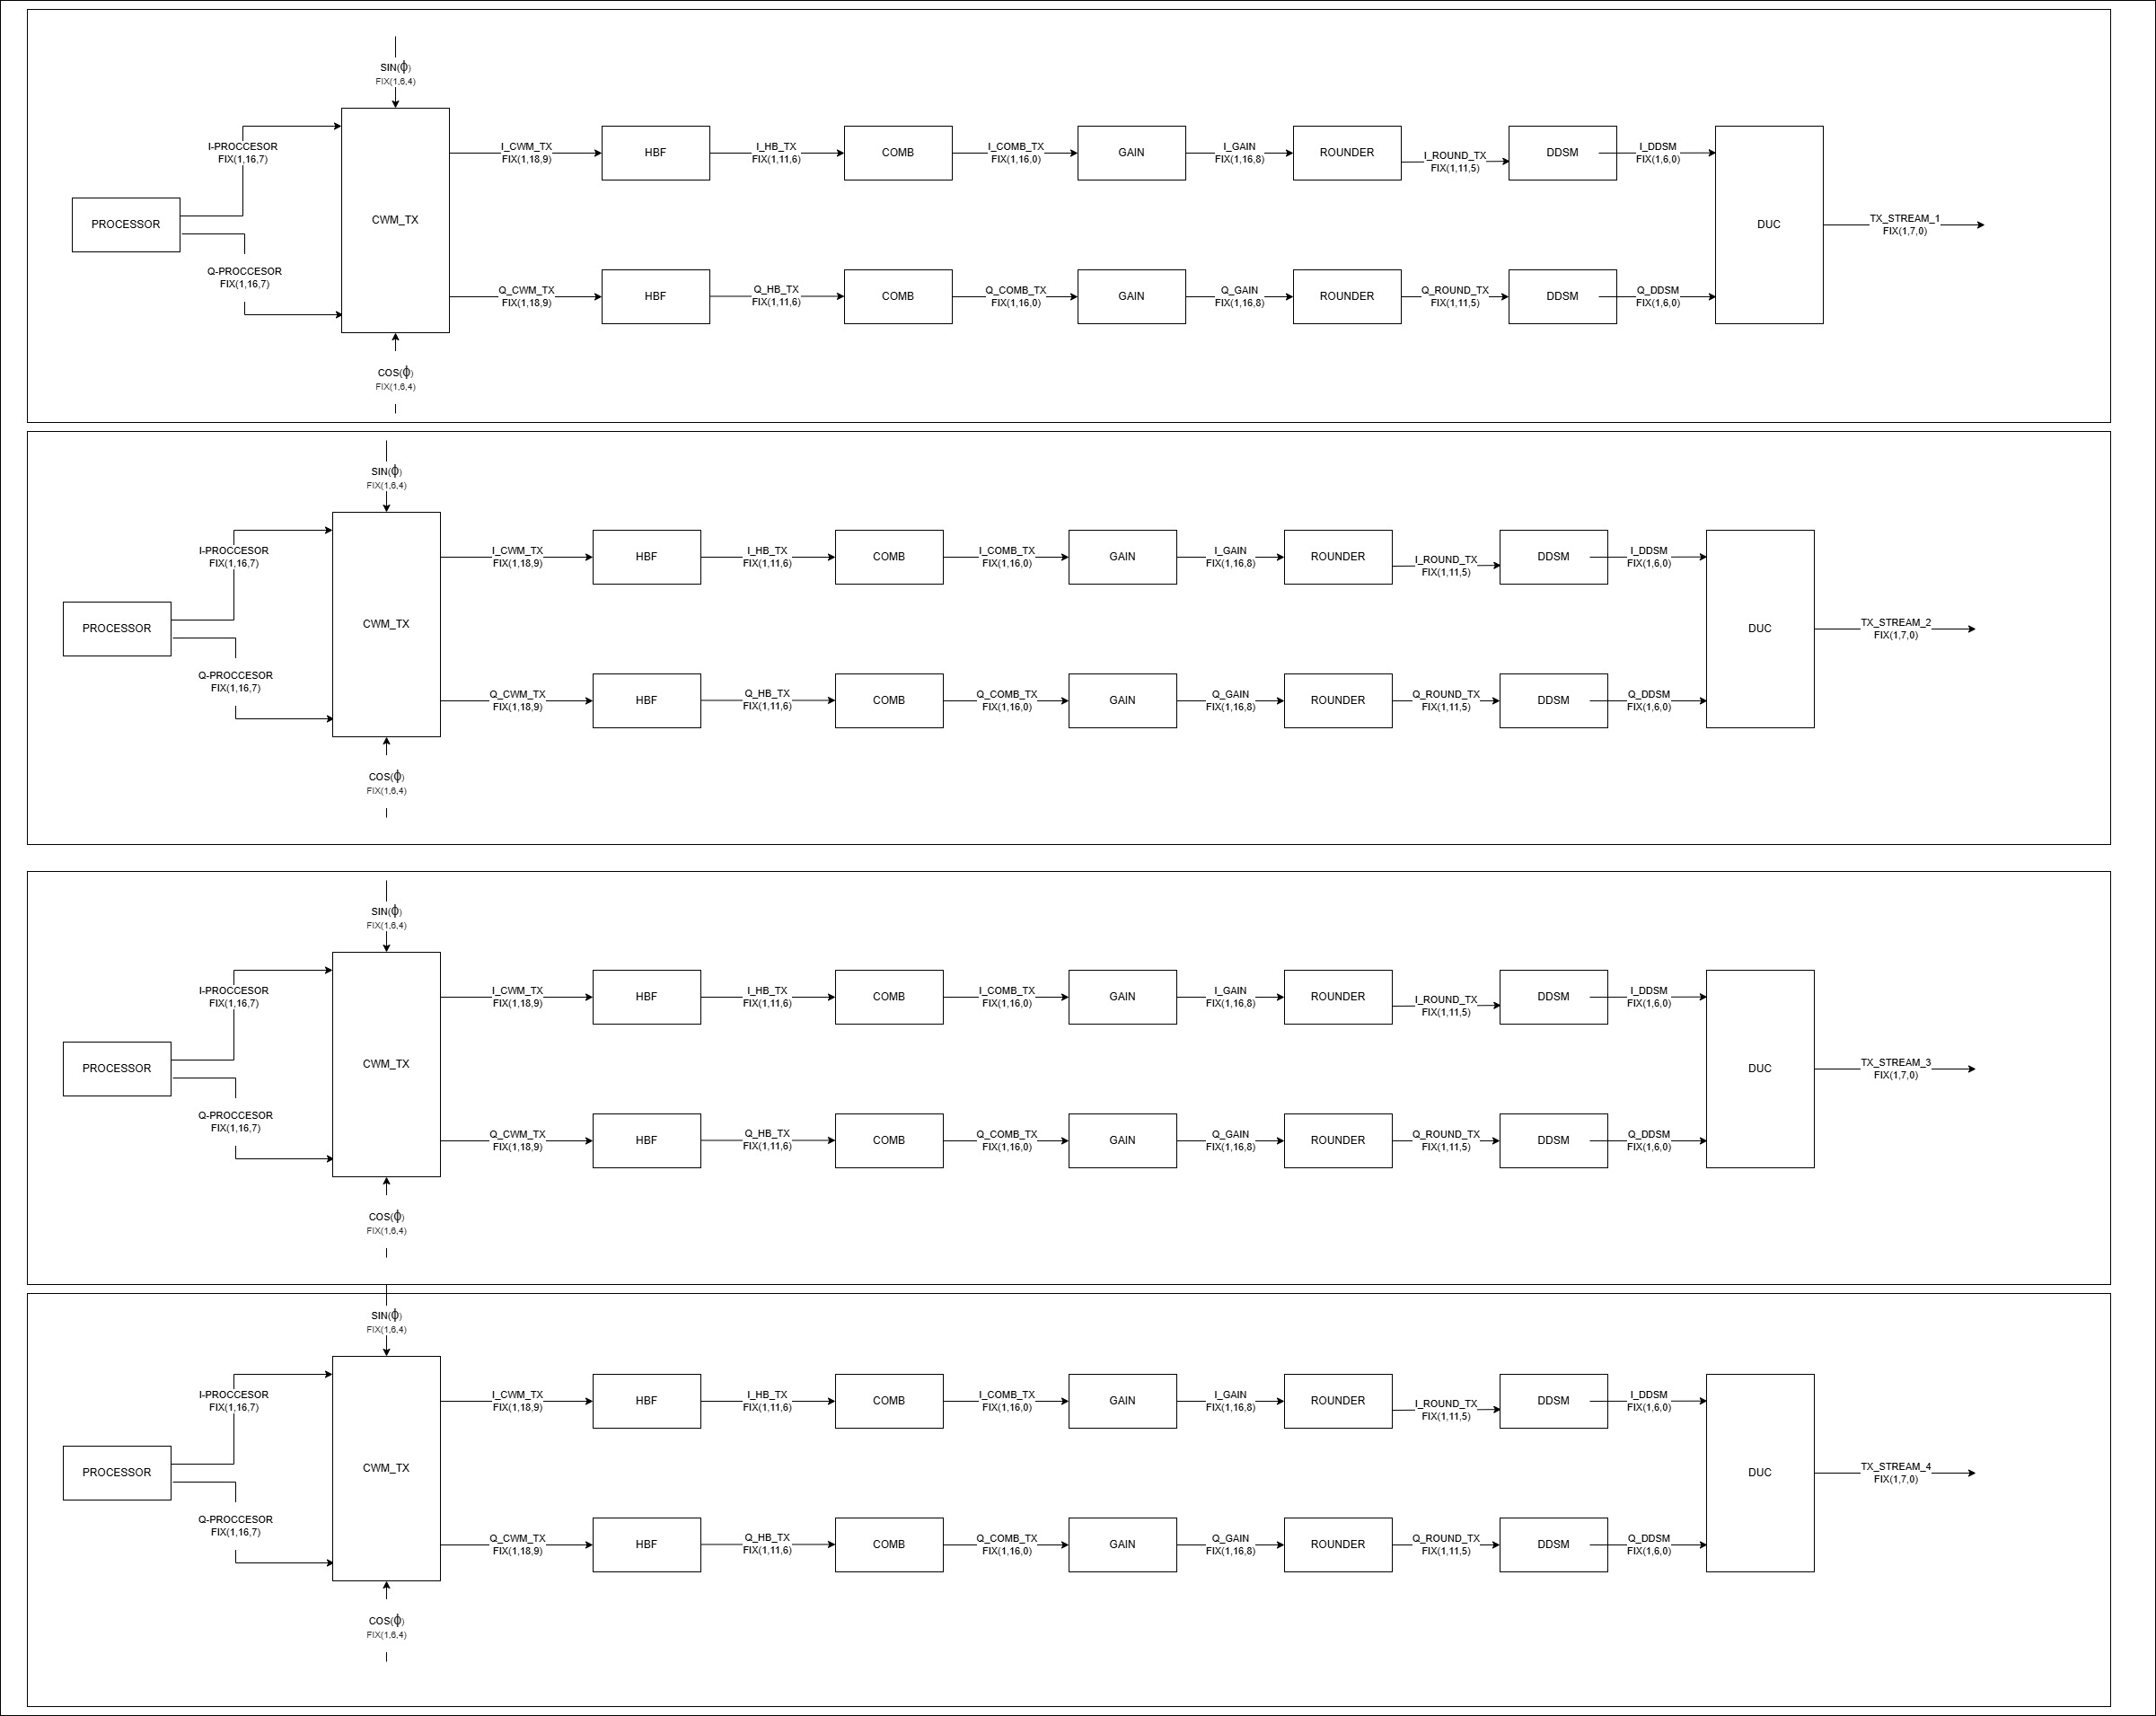 SIN(ϕ)
FIX(1,6,4)
I-PROCCESOR
FIX(1,16,7)
PROCESSOR
Q-PROCCESOR
FIX(1,16,7)
CWM_TX
COS(ϕ)
FIX(1,6,4)
I_CWM_TX
FIX(1,18,9)
HBF
I_HB_TX
FIX(1,11,6)
COMB
I_COMB_TX
FIX(1,16,0)
GAIN
I_GAIN
FIX(1,16,8)
ROUNDER
I_ROUND_TX
FIX(1,11,5)
DDSM
I_DDSM
FIX(1,6,0)
Q_CWM_TX
FIX(1,18,9)
HBF
Q_HB_TX
FIX(1,11,6)
COMB
Q_COMB_TX
FIX(1,16,0)
GAIN
Q_GAIN
FIX(1,16,8)
ROUNDER
Q_ROUND_TX
FIX(1,11,5)
DDSM
Q_DDSM
FIX(1,6,0)
DUC
TX_STREAM_1
FIX(1,7,0)
SIN(ϕ)
FIX(1,6,4)
I-PROCCESOR
FIX(1,16,7)
PROCESSOR
Q-PROCCESOR
FIX(1,16,7)
CWM_TX
COS(ϕ)
FIX(1,6,4)
I_CWM_TX
FIX(1,18,9)
HBF
I_HB_TX
FIX(1,11,6)
COMB
I_COMB_TX
FIX(1,16,0)
GAIN
I_GAIN
FIX(1,16,8)
ROUNDER
I_ROUND_TX
FIX(1,11,5)
DDSM
I_DDSM
FIX(1,6,0)
Q_CWM_TX
FIX(1,18,9)
HBF
Q_HB_TX
FIX(1,11,6)
COMB
Q_COMB_TX
FIX(1,16,0)
GAIN
Q_GAIN
FIX(1,16,8)
ROUNDER
Q_ROUND_TX
FIX(1,11,5)
DDSM
Q_DDSM
FIX(1,6,0)
DUC
TX_STREAM_2
FIX(1,7,0)
SIN(ϕ)
FIX(1,6,4)
I-PROCCESOR
FIX(1,16,7)
PROCESSOR
Q-PROCCESOR
FIX(1,16,7)
CWM_TX
COS(ϕ)
FIX(1,6,4)
I_CWM_TX
FIX(1,18,9)
HBF
I_HB_TX
FIX(1,11,6)
COMB
I_COMB_TX
FIX(1,16,0)
GAIN
I_GAIN
FIX(1,16,8)
ROUNDER
I_ROUND_TX
FIX(1,11,5)
DDSM
I_DDSM
FIX(1,6,0)
Q_CWM_TX
FIX(1,18,9)
HBF
Q_HB_TX
FIX(1,11,6)
COMB
Q_COMB_TX
FIX(1,16,0)
GAIN
Q_GAIN
FIX(1,16,8)
ROUNDER
Q_ROUND_TX
FIX(1,11,5)
DDSM
Q_DDSM
FIX(1,6,0)
DUC
TX_STREAM_3
FIX(1,7,0)
SIN(ϕ)
FIX(1,6,4)
I-PROCCESOR
FIX(1,16,7)
PROCESSOR
Q-PROCCESOR
FIX(1,16,7)
CWM_TX
COS(ϕ)
FIX(1,6,4)
I_CWM_TX
FIX(1,18,9)
HBF
I_HB_TX
FIX(1,11,6)
COMB
I_COMB_TX
FIX(1,16,0)
GAIN
I_GAIN
FIX(1,16,8)
ROUNDER
I_ROUND_TX
FIX(1,11,5)
DDSM
I_DDSM
FIX(1,6,0)
Q_CWM_TX
FIX(1,18,9)
HBF
Q_HB_TX
FIX(1,11,6)
COMB
Q_COMB_TX
FIX(1,16,0)
GAIN
Q_GAIN
FIX(1,16,8)
ROUNDER
Q_ROUND_TX
FIX(1,11,5)
DDSM
Q_DDSM
FIX(1,6,0)
DUC
TX_STREAM_4
FIX(1,7,0)